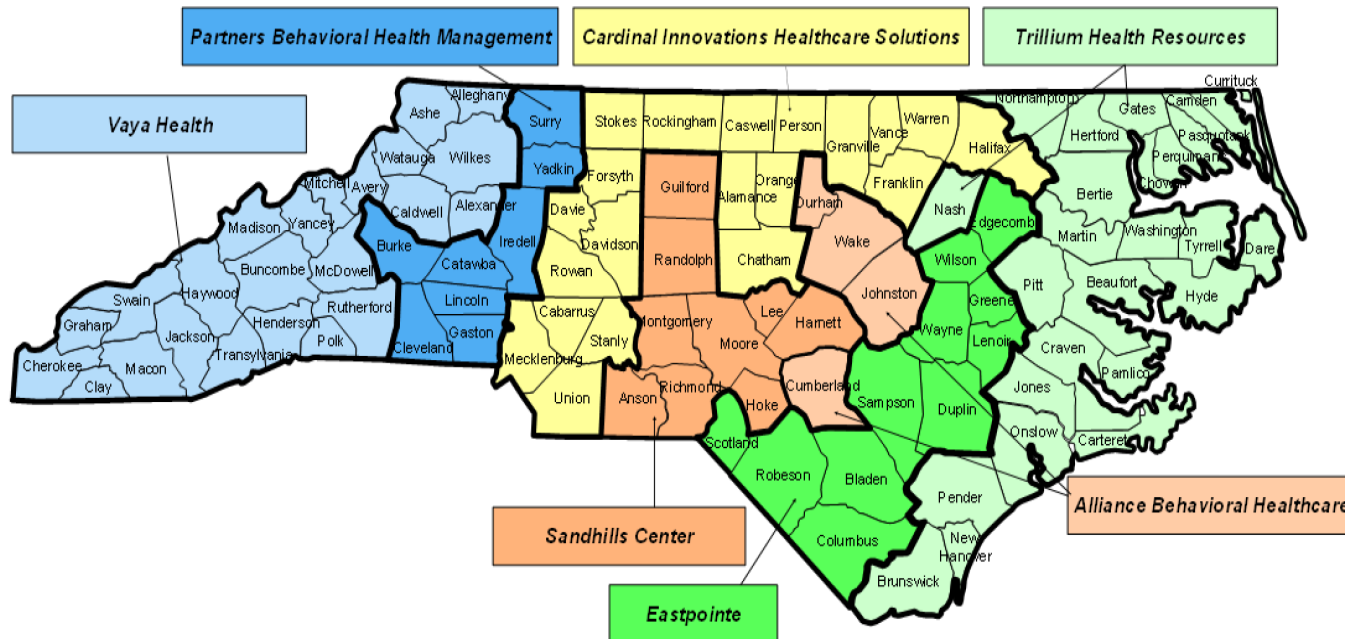 Partners Behavioral Health Management
Cardinal Innovations Healthcare Solutions
Trillium Health Resources
Vaya Health
Currituck
Alleghany
Ashe
Surry
Stokes
Rockingham
Caswell
Person
Granville
Vance
Warren
Halifax
Northampton
Gates
Camden
Hertford
Pasquotank
Perquimans
Chowan
Watauga
Wilkes
Yadkin
Forsyth
Guilford
Alamance
Orange
Durham
Franklin
Nash
Bertie
Edgecomb
Mitchell
Avery
Caldwell
Alexander
Davie
Iredell
Davidson
Randolph
Chatham
Wake
Wilson
Martin
Washington
Tyrrell
Dare
Madison
Yancey
Burke
Catawba
Rowan
Johnston
Greene
Pitt
Beaufort
Hyde
Buncombe
McDowell
Swain
Haywood
Rutherford
Lincoln
Cabarrus
Montgomery
Lee
Harnett
Wayne
Lenoir
Graham
Jackson
Henderson
Polk
Cleveland
Gaston
Mecklenburg
Stanly
Moore
Craven
Pamlico
Cherokee
Macon
Transylvania
Clay
Union
Anson
Richmond
Hoke
Cumberland
Sampson
Duplin
Jones
Onslow
Carteret
Scotland
Robeson
Bladen
Pender
Columbus
New
Hanover
Brunswick
Alliance Behavioral Healthcare
Sandhills Center
Eastpointe